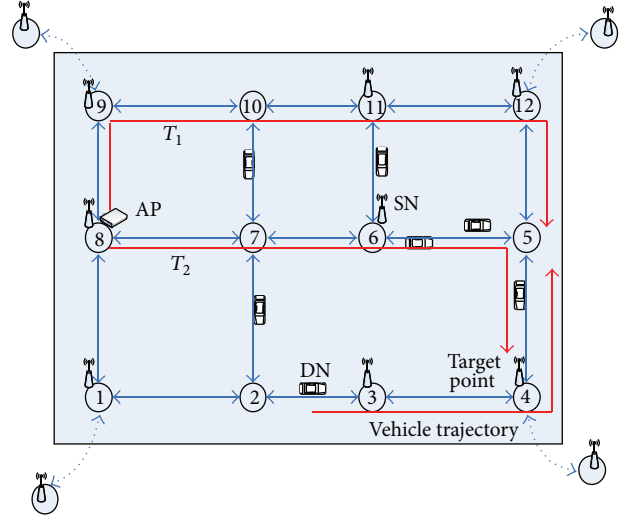 9
10
11
12
T1
AP
SN
8
7
6
5
T2
DN
Target
point
1
2
3
4
Vehicle trajectory